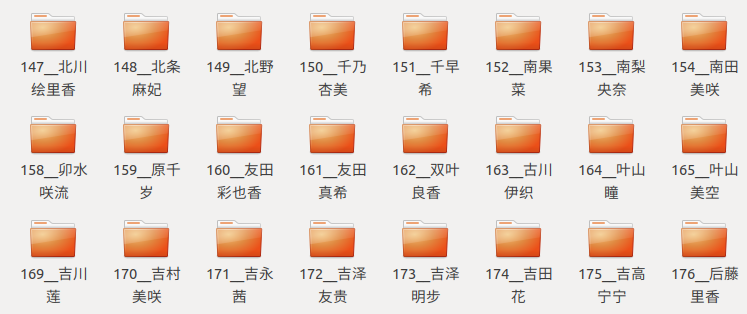 147__北川 148__北条 149__北野 150__千乃 151__千早 152__南果 153__南梨 154__南田
绘里香 麻妃 望 杏美 希 菜 央奈 美咲
158__卯水 159__原千 160__友田 161__友田 162__双叶 163__古川 164__叶山 165__叶山
咲流 岁 彩也香 真希 良香 伊织 瞳 美空
169__吉川 170__吉村 171__吉永 172__吉泽 173__吉泽 174__吉田 175__吉高 176__后藤
莲 美咲 茜 友贵 明步 花 宁宁 里香